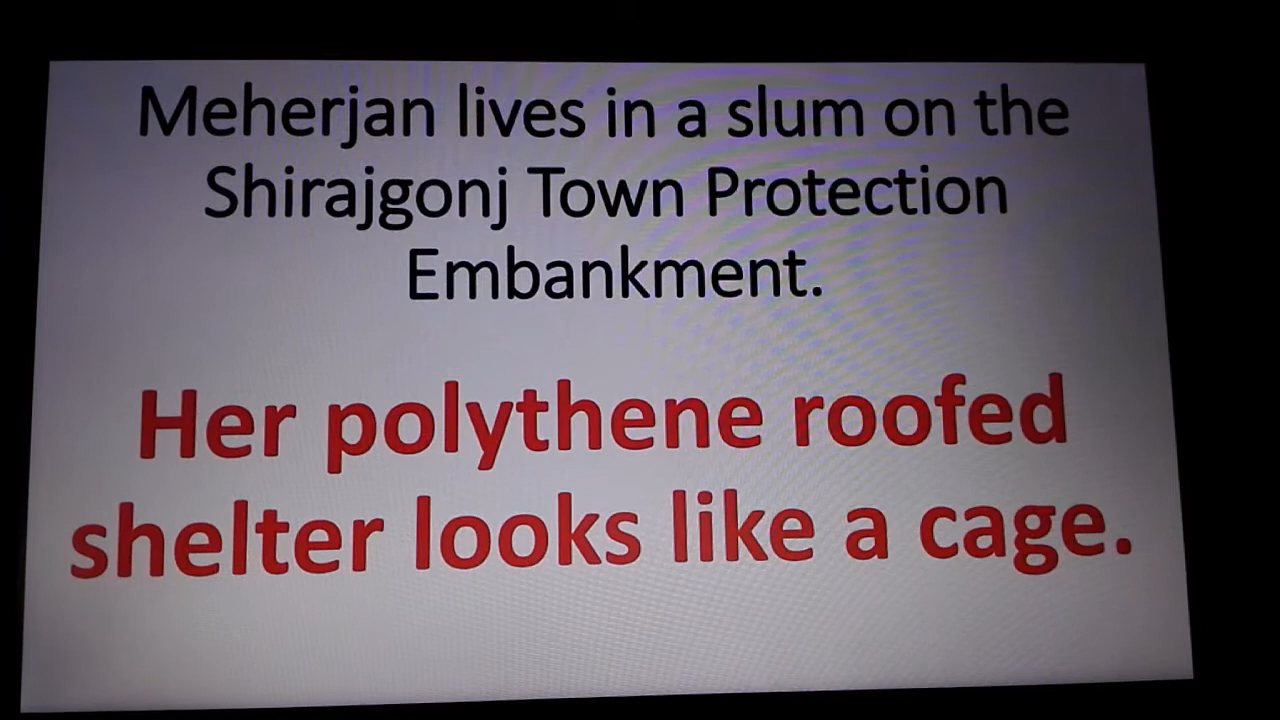 Meherjan lives in a slum on the
Shirajgonj Town Protection
Embankment.
Her polythene roofed
shelter looks like a cage.